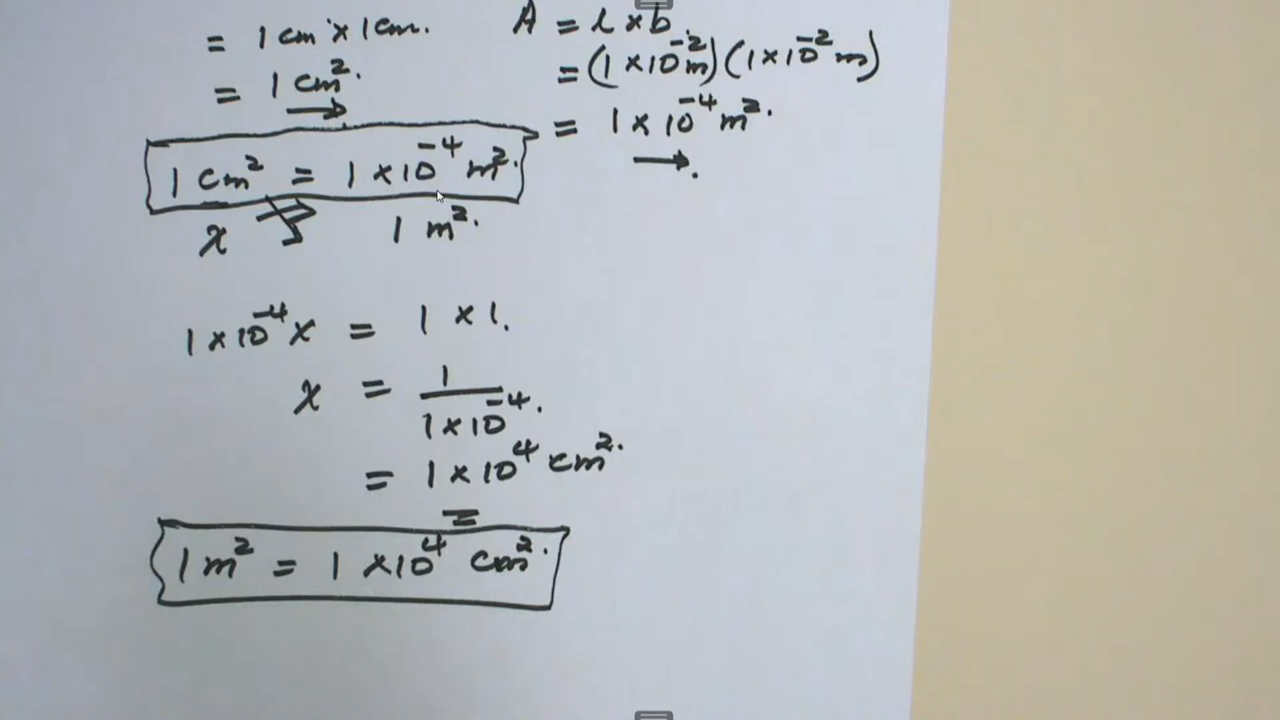 = 1 cm × 1 cm.
= 1 cm².
A = l × b.
= (1 × 10⁻² m) (1 × 10⁻² m)
= 1 × 10⁻⁴ m².
1 cm² = 1 × 10⁻⁴ m².
x 1 m².
1 × 10⁻⁴ x = 1 × 1.
x = 1 / 1 × 10⁻⁴.
= 1 × 10⁴ cm².
1 m² = 1 × 10⁴ cm².